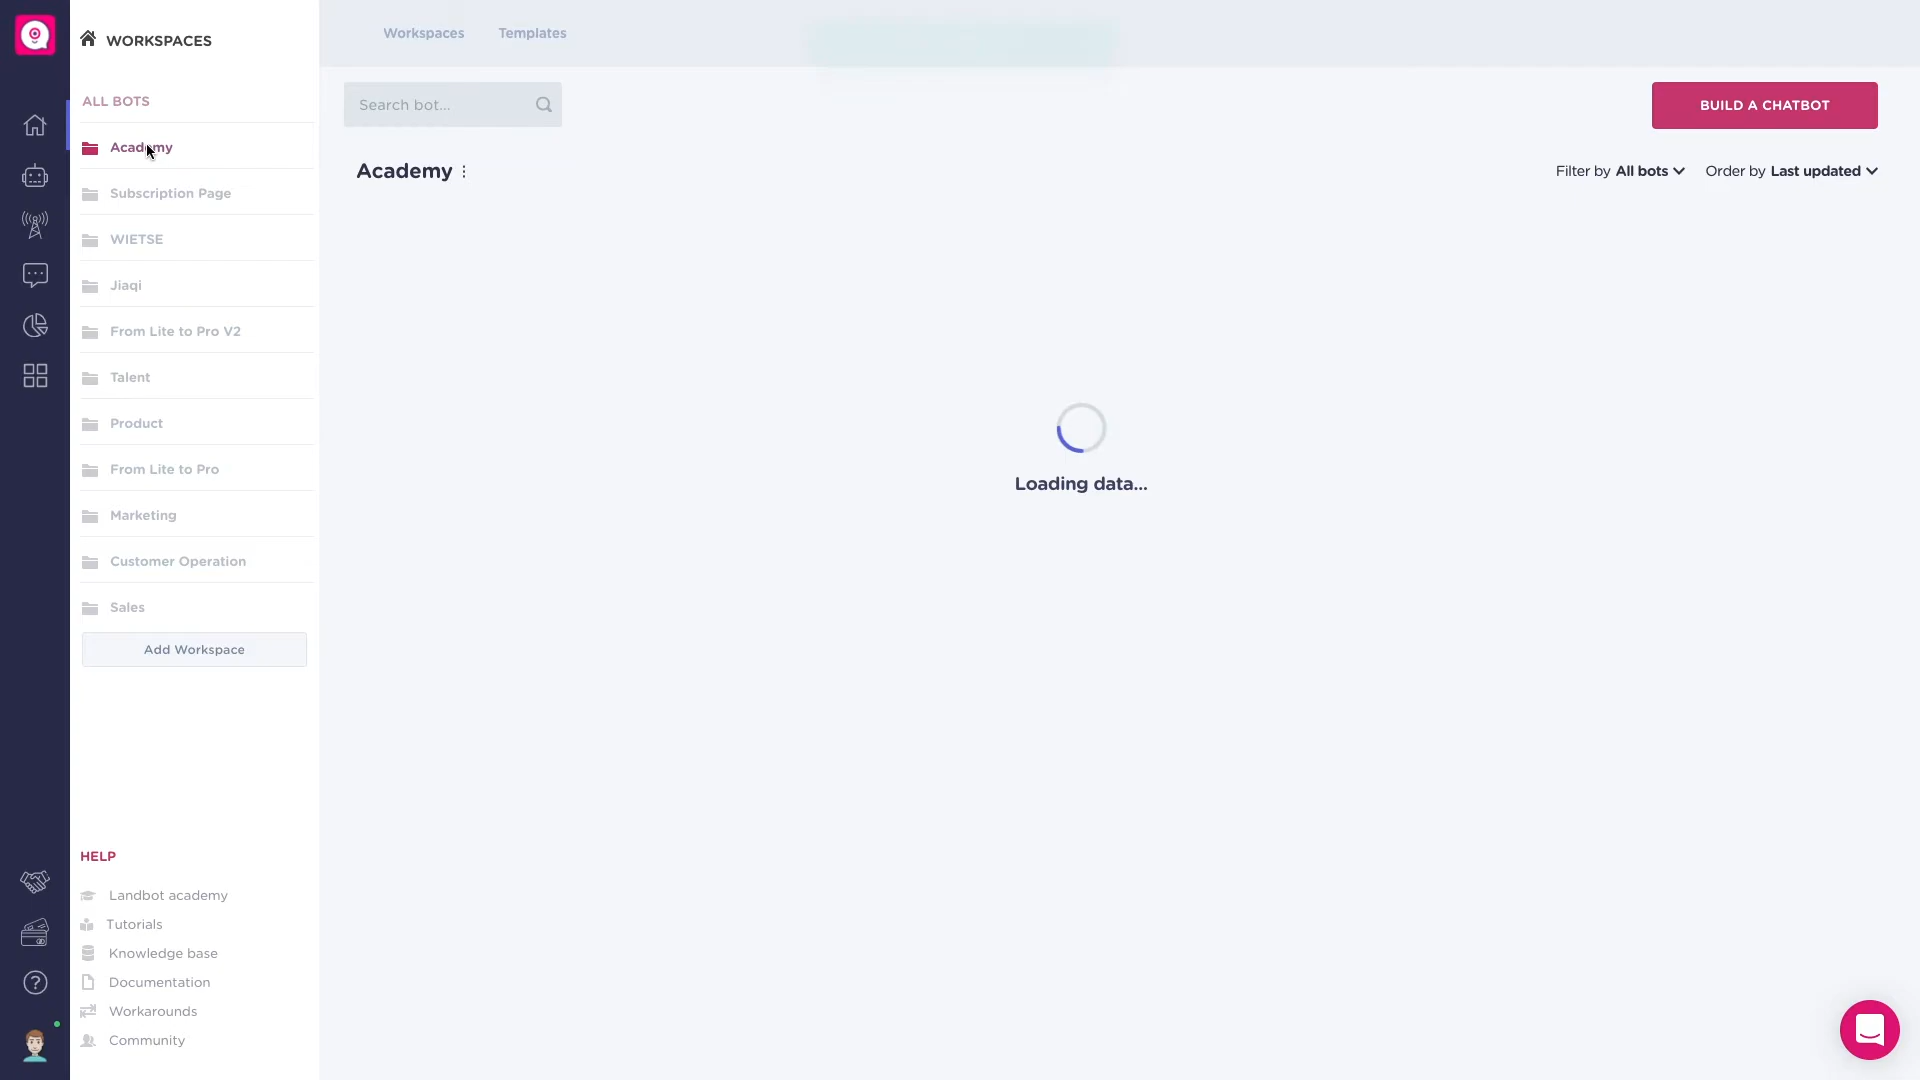 WORKSPACES
ALL BOTS
Academy
Subscription Page
WIETSE
Jiaqi
From Lite to Pro V2
Talent
Product
From Lite to Pro
Marketing
Customer Operation
Sales
Add Workspace
HELP
Landbot academy
Tutorials
Knowledge base
Documentation
Workarounds
Community
Workspaces Templates
Search bot...
BUILD A CHATBOT
Academy
Filter by All bots Order by Last updated
Loading data...